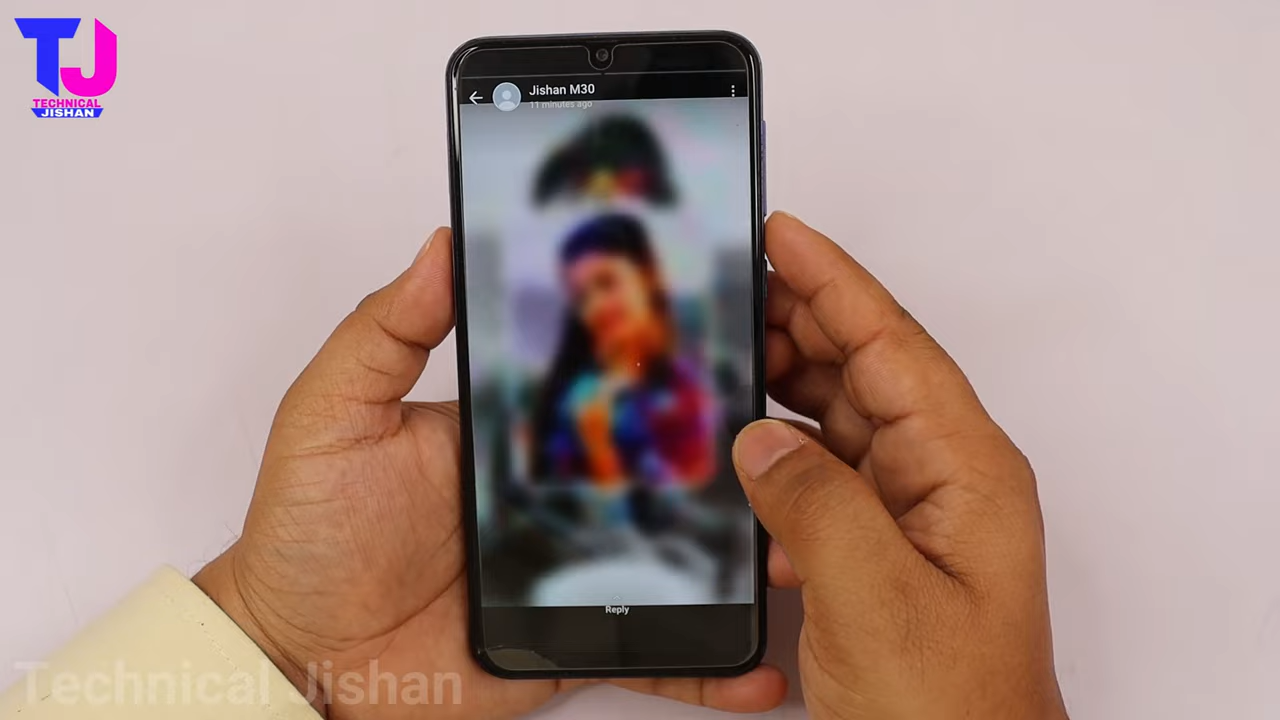 TJ
TECHNICAL
JISHAN
Jishan M30
11 minutes ago
Reply
Technical Jishan